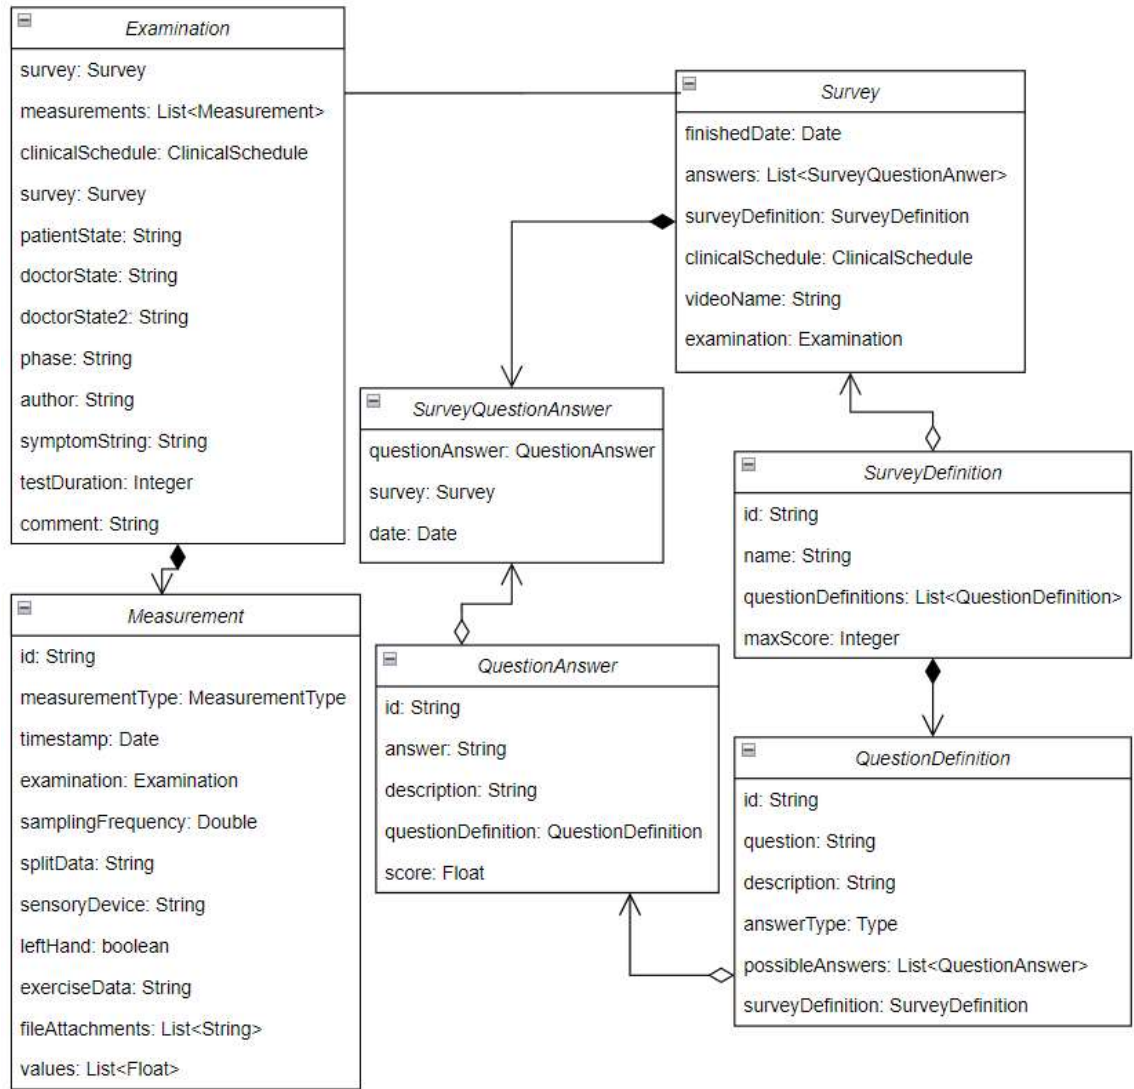 Examination
survey: Survey
measurements: List<Measurement>
clinicalSchedule: ClinicalSchedule
survey: Survey
patientState: String
doctorState: String
doctorState2: String
phase: String
author: String
symptomString: String
testDuration: Integer
comment: String
Survey
finishedDate: Date
answers: List<SurveyQuestionAnwer>
surveyDefinition: SurveyDefinition
clinicalSchedule: ClinicalSchedule
videoName: String
examination: Examination
SurveyQuestionAnswer
questionAnswer: QuestionAnswer
survey: Survey
date: Date
SurveyDefinition
id: String
name: String
questionDefinitions: List<QuestionDefinition>
maxScore: Integer
Measurement
id: String
measurementType: MeasurementType
timestamp: Date
examination: Examination
samplingFrequency: Double
splitData: String
sensoryDevice: String
leftHand: boolean
exerciseData: String
fileAttachments: List<String>
values: List<Float>
QuestionAnswer
id: String
answer: String
description: String
questionDefinition: QuestionDefinition
score: Float
QuestionDefinition
id: String
question: String
description: String
answerType: Type
possibleAnswers: List<QuestionAnswer>
surveyDefinition: SurveyDefinition